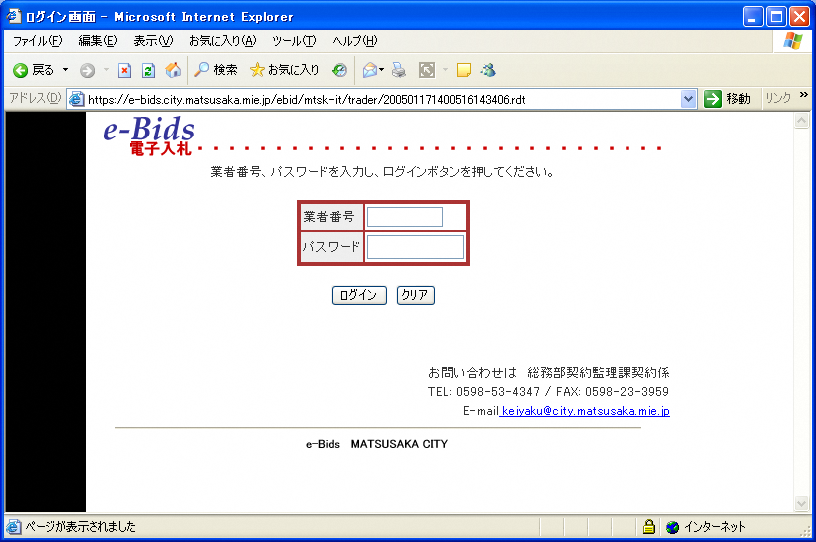 ログイン画面 - Microsoft Internet Explorer
ファイル(F) 編集(E) 表示(V) お気に入り(A) ツール(T) ヘルプ(H)
戻る 検索 お気に入り
アドレス(D) https://e-bids.city.matsusaka.mie.jp/ebid/mtsk-it/trader/200501171400516143406.rdt 移動 リンク »
e-Bids
電子入札
業者番号、パスワードを入力し、ログインボタンを押してください。
業者番号
パスワード
ログイン クリア
お問い合わせは 総務部契約監理課契約係
TEL: 0598-53-4347 / FAX: 0598-23-3959
E-mail keiyaku@city.matsusaka.mie.jp
e-Bids MATSUSAKA CITY
ページが表示されました インターネット